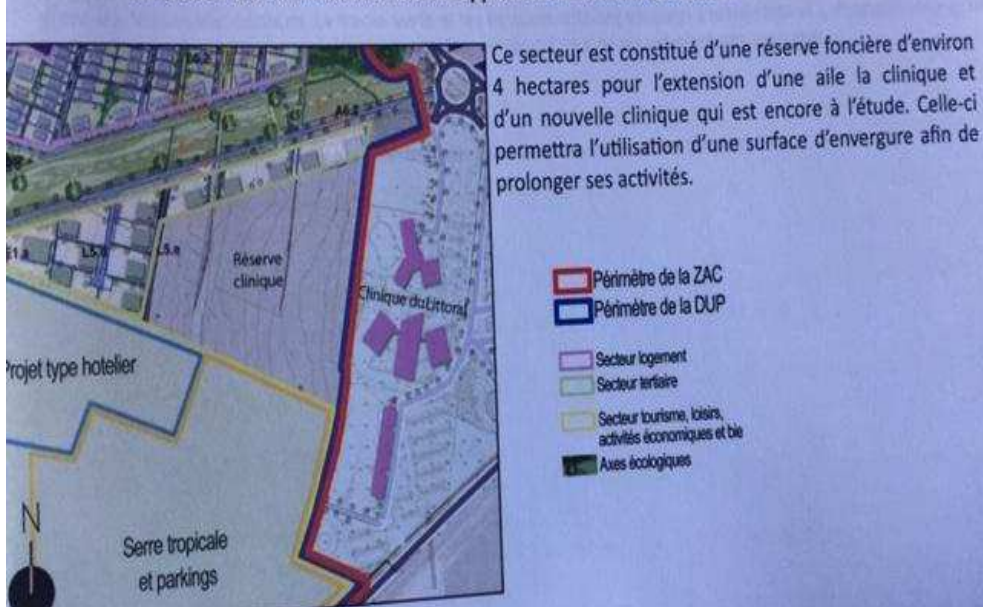 Ce secteur est constitué d'une réserve foncière d'environ
4 hectares pour l'extension d'une aile la clinique et
d'un nouvelle clinique qui est encore à l'étude. Celle-ci
permettra l'utilisation d'une surface d'envergure afin de
prolonger ses activités.
Réserve
clinique
Clinique du Littoral
Projet type hotelier
Serre tropicale
et parkings
N
Périmètre de la ZAC
Périmètre de la DUP
Secteur logement
Secteur tertiaire
Secteur tourisme, loisirs,
activités économiques et bie
Axes écologiques